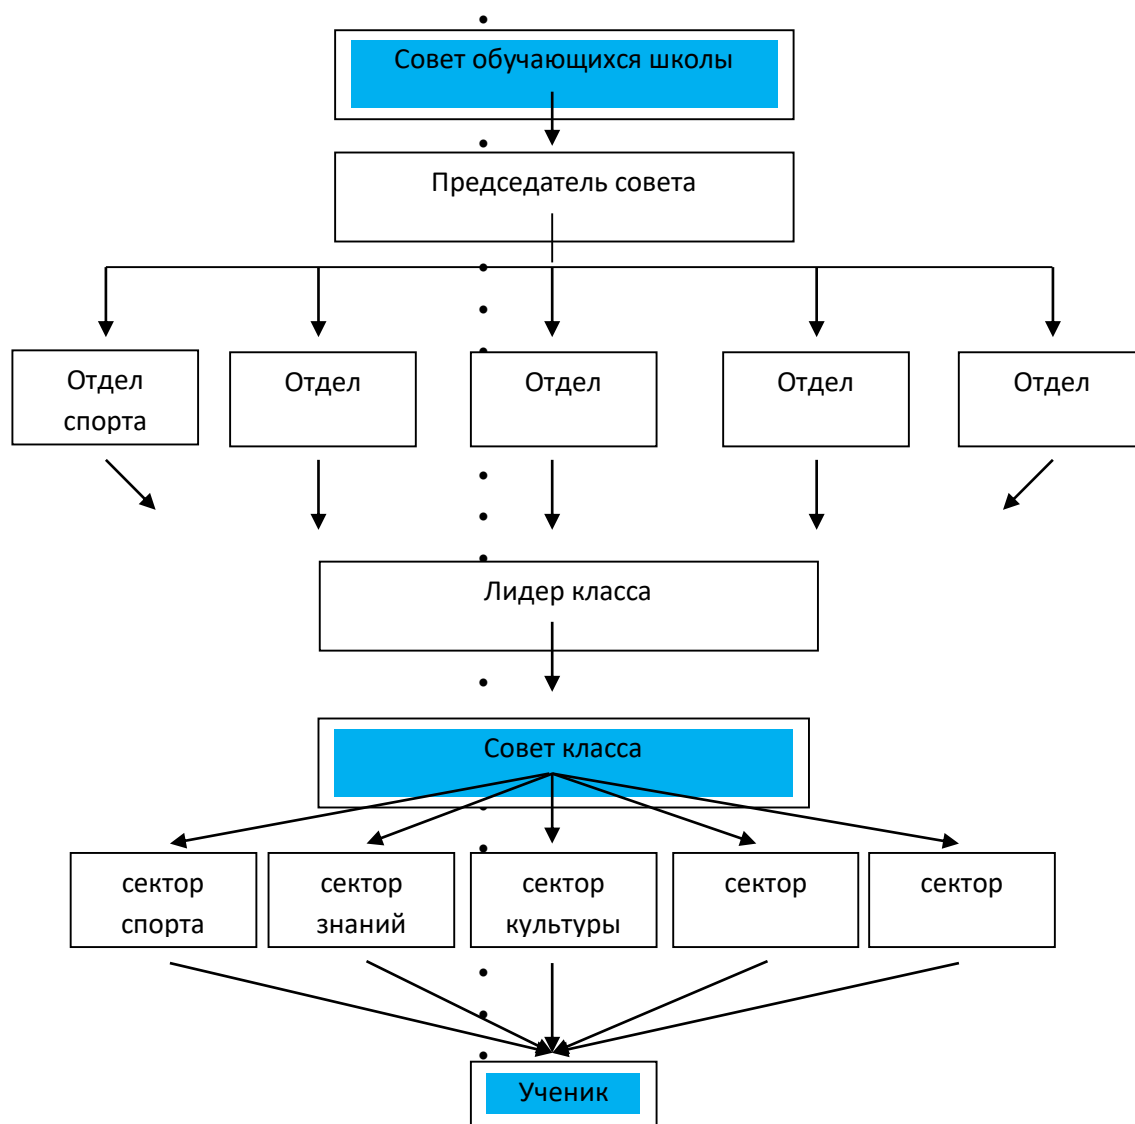 Совет обучающихся школы
Председатель совета
Отдел
спорта
Отдел
Отдел
Отдел
Отдел
Лидер класса
Совет класса
сектор
спорта
сектор
знаний
сектор
культуры
сектор
сектор
Ученик